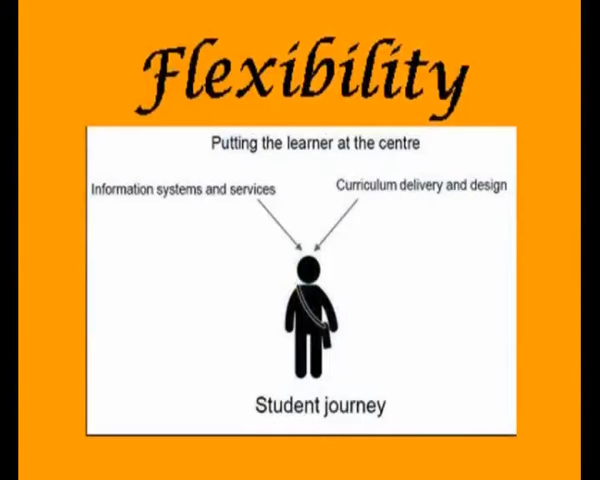 Flexibility
Putting the learner at the centre
Information systems and services
Curriculum delivery and design
Student journey